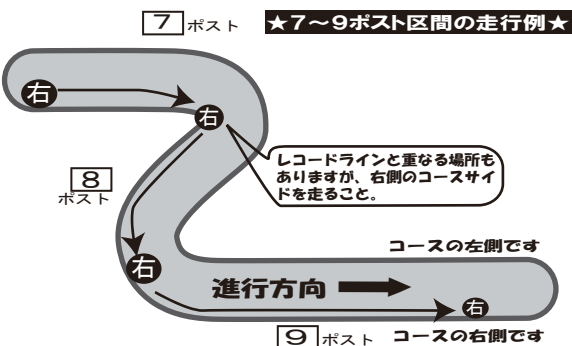 7 ポスト
★7～9ポスト区間の走行例★
右
右
レコードラインと重なる場所も
ありますが、右側のコースサイ
ドを走ること。
8
ポスト
コースの左側です
右
進行方向
右
9 ポスト
コースの右側です